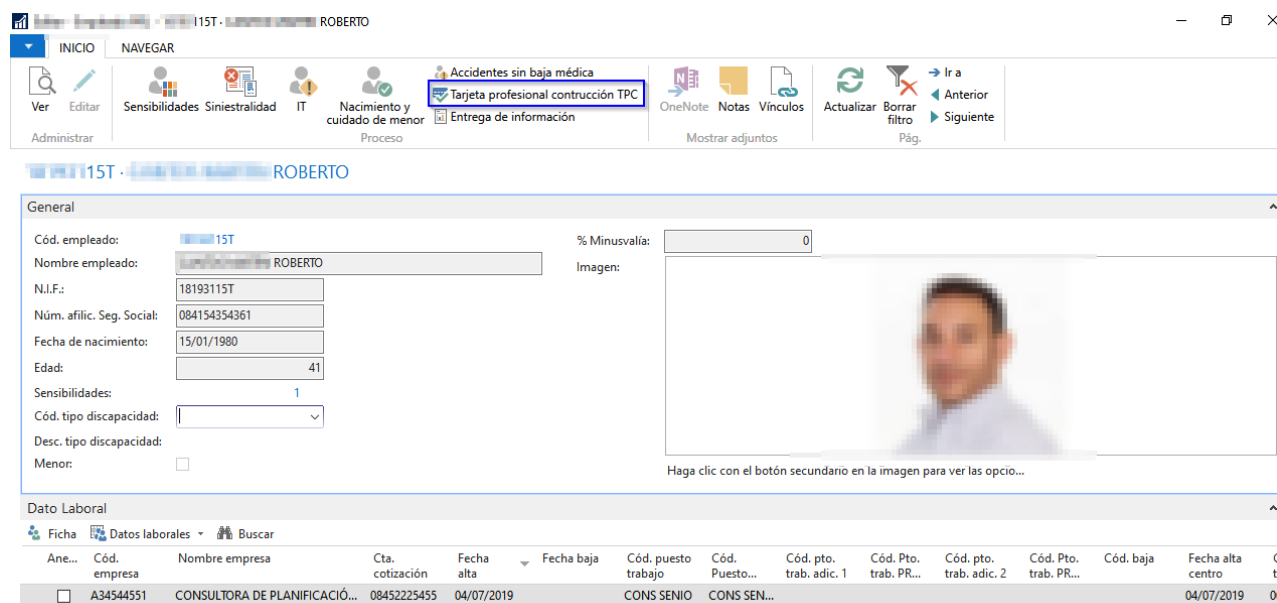 115T · ROBERTO
INICIO NAVEGAR
Ver Editar Sensibilidades Siniestralidad IT Nacimiento y cuidado de menor
Accidentes sin baja médica
Tarjeta profesional contrucción TPC
Entrega de información
OneNote Notas Vínculos Actualizar Borrar filtro
Ir a
Anterior
Siguiente
Administrar Proceso Mostrar adjuntos Pág.
115T · ROBERTO
General
Cód. empleado: 15T
Nombre empleado: ROBERTO
N.I.F.: 18193115T
Núm. afilic. Seg. Social: 084154354361
Fecha de nacimiento: 15/01/1980
Edad: 41
Sensibilidades: 1
Cód. tipo discapacidad:
Desc. tipo discapacidad:
Menor:
% Minusvalía: 0
Imagen:
Haga clic con el botón secundario en la imagen para ver las opcio...
Dato Laboral
Ficha Datos laborales Buscar
Ane... Cód. empresa Nombre empresa Cta. cotización Fecha alta Fecha baja Cód. puesto trabajo Cód. Puesto... Cód. pto. trab. adic. 1 Cód. Pto. trab. PR... Cód. pto. trab. adic. 2 Cód. Pto. trab. PR... Cód. baja Fecha alta centro
A34544551 CONSULTORA DE PLANIFICACIÓ... 08452225455 04/07/2019 CONS SENIO CONS SEN... 04/07/2019